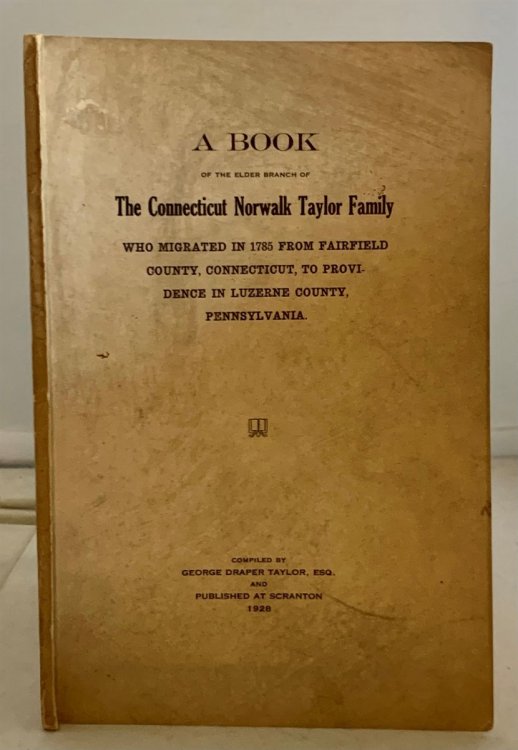 A BOOK
OF THE ELDER BRANCH OF
The Connecticut Norwalk Taylor Family
WHO MIGRATED IN 1785 FROM FAIRFIELD
COUNTY, CONNECTICUT, TO PROVI-
DENCE IN LUZERNE COUNTY,
PENNSYLVANIA.
COMPILED BY
GEORGE DRAPER TAYLOR, ESQ.
AND
PUBLISHED AT SCRANTON
1928